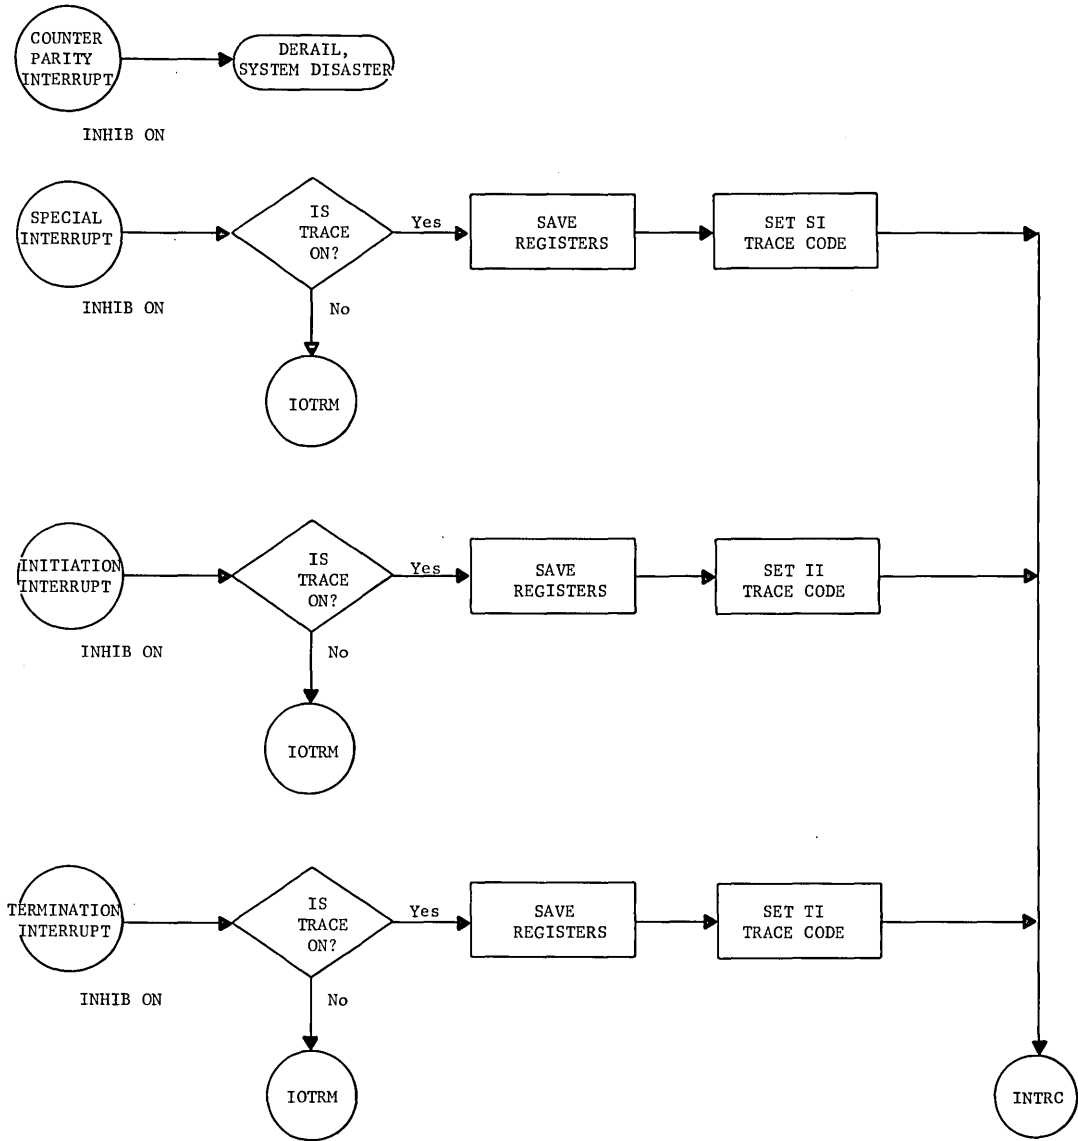 COUNTER
PARITY
INTERRUPT
DERAIL,
SYSTEM DISASTER
INHIB ON
SPECIAL
INTERRUPT
IS
TRACE
ON?
Yes
SAVE
REGISTERS
SET SI
TRACE CODE
INHIB ON
No
IOTRM
INITIATION
INTERRUPT
IS
TRACE
ON?
Yes
SAVE
REGISTERS
SET II
TRACE CODE
INHIB ON
No
IOTRM
TERMINATION
INTERRUPT
IS
TRACE
ON?
Yes
SAVE
REGISTERS
SET TI
TRACE CODE
INHIB ON
No
IOTRM
INTRC